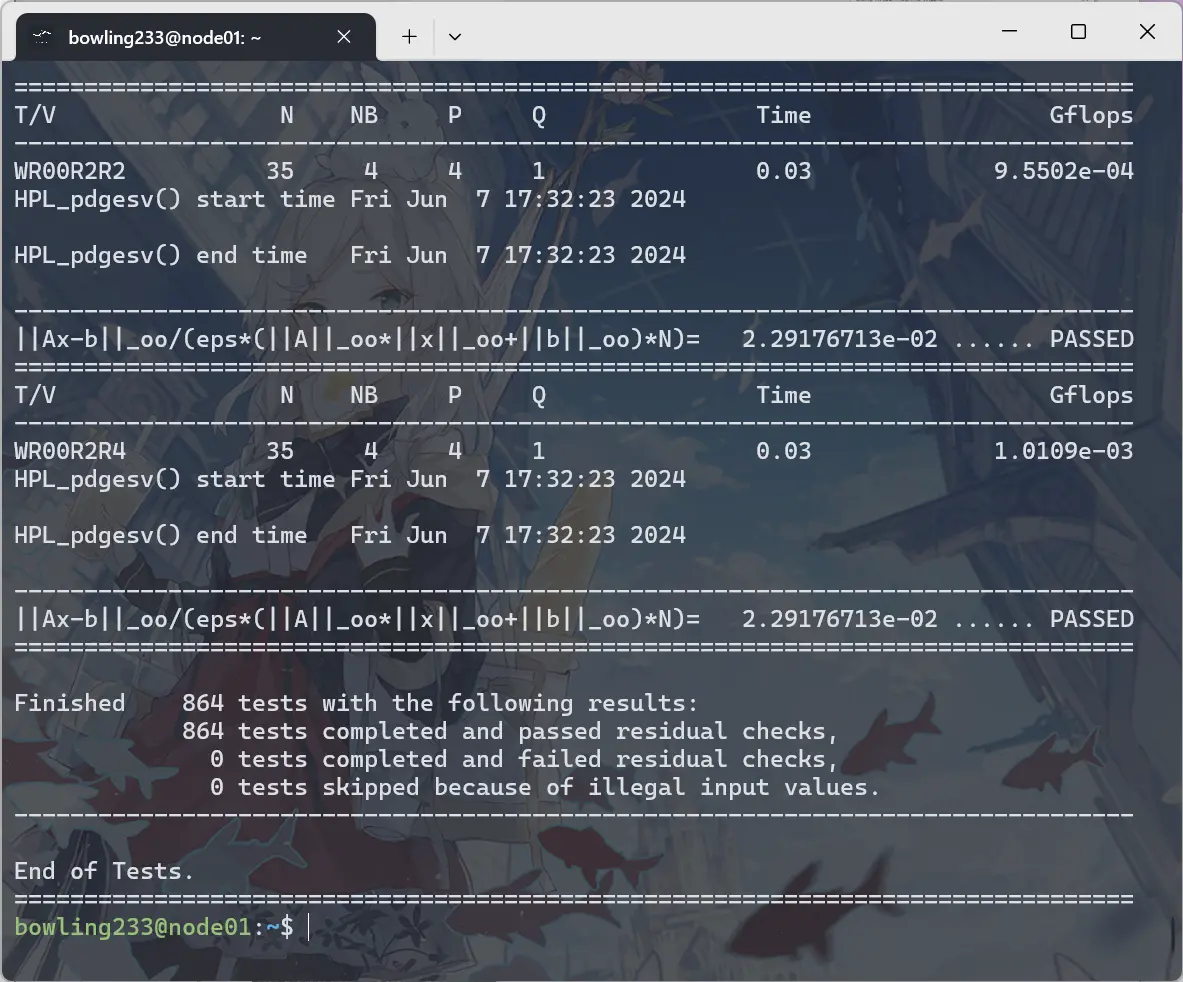 bowling233@node01: ~
================================================================================
T/V                N    NB     P     Q               Time                 Gflops
--------------------------------------------------------------------------------
WR00R2R2          35     4     4     1               0.03             9.5502e-04
HPL_pdgesv() start time Fri Jun  7 17:32:23 2024
HPL_pdgesv() end time   Fri Jun  7 17:32:23 2024
--------------------------------------------------------------------------------
||Ax-b||_oo/(eps*(||A||_oo*||x||_oo+||b||_oo)*N)=   2.29176713e-02 ...... PASSED
================================================================================
T/V                N    NB     P     Q               Time                 Gflops
--------------------------------------------------------------------------------
WR00R2R4          35     4     4     1               0.03             1.0109e-03
HPL_pdgesv() start time Fri Jun  7 17:32:23 2024
HPL_pdgesv() end time   Fri Jun  7 17:32:23 2024
--------------------------------------------------------------------------------
||Ax-b||_oo/(eps*(||A||_oo*||x||_oo+||b||_oo)*N)=   2.29176713e-02 ...... PASSED
================================================================================
Finished    864 tests with the following results:
            864 tests completed and passed residual checks,
              0 tests completed and failed residual checks,
              0 tests skipped because of illegal input values.
--------------------------------------------------------------------------------
End of Tests.
================================================================================
bowling233@node01:~$